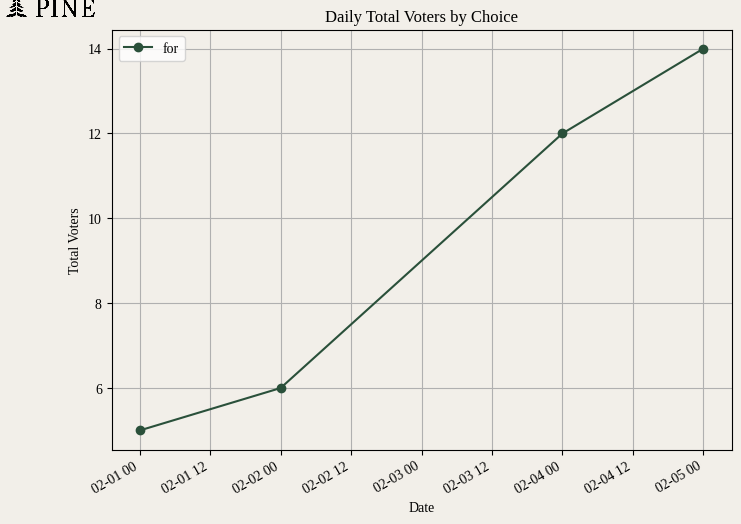 PINE
Daily Total Voters by Choice
for
14
12
10
8
6
Total Voters
02-01 00
02-01 12
02-02 00
02-02 12
02-03 00
02-03 12
02-04 00
02-04 12
02-05 00
Date